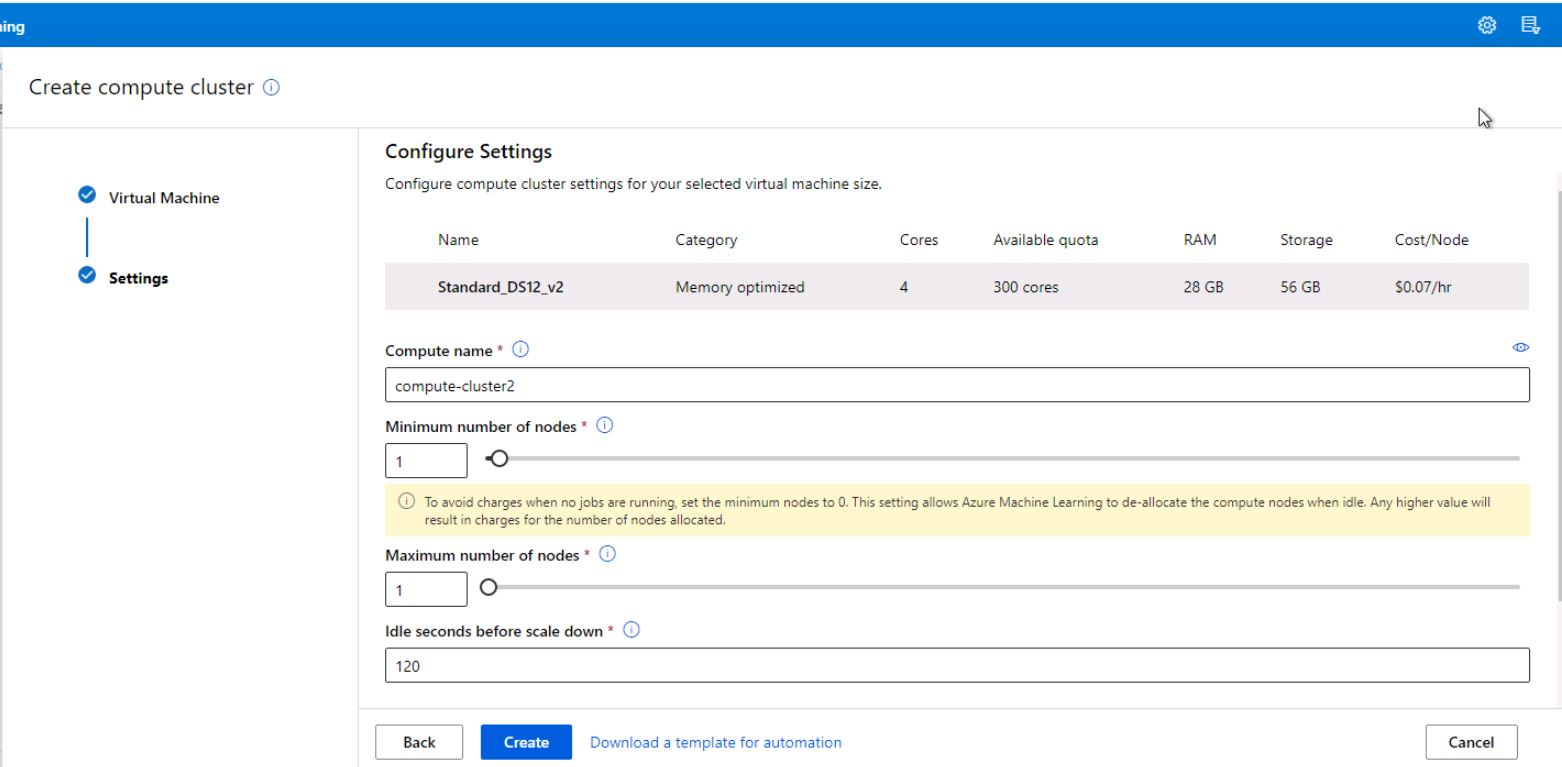 ning
Create compute cluster
Virtual Machine
Settings
Configure Settings
Configure compute cluster settings for your selected virtual machine size.
Name Category Cores Available quota RAM Storage Cost/Node
Standard_DS12_v2 Memory optimized 4 300 cores 28 GB 56 GB $0.07/hr
Compute name *
compute-cluster2
Minimum number of nodes *
1
To avoid charges when no jobs are running, set the minimum nodes to 0. This setting allows Azure Machine Learning to de-allocate the compute nodes when idle. Any higher value will
result in charges for the number of nodes allocated.
Maximum number of nodes *
1
Idle seconds before scale down *
120
Back Create Download a template for automation Cancel